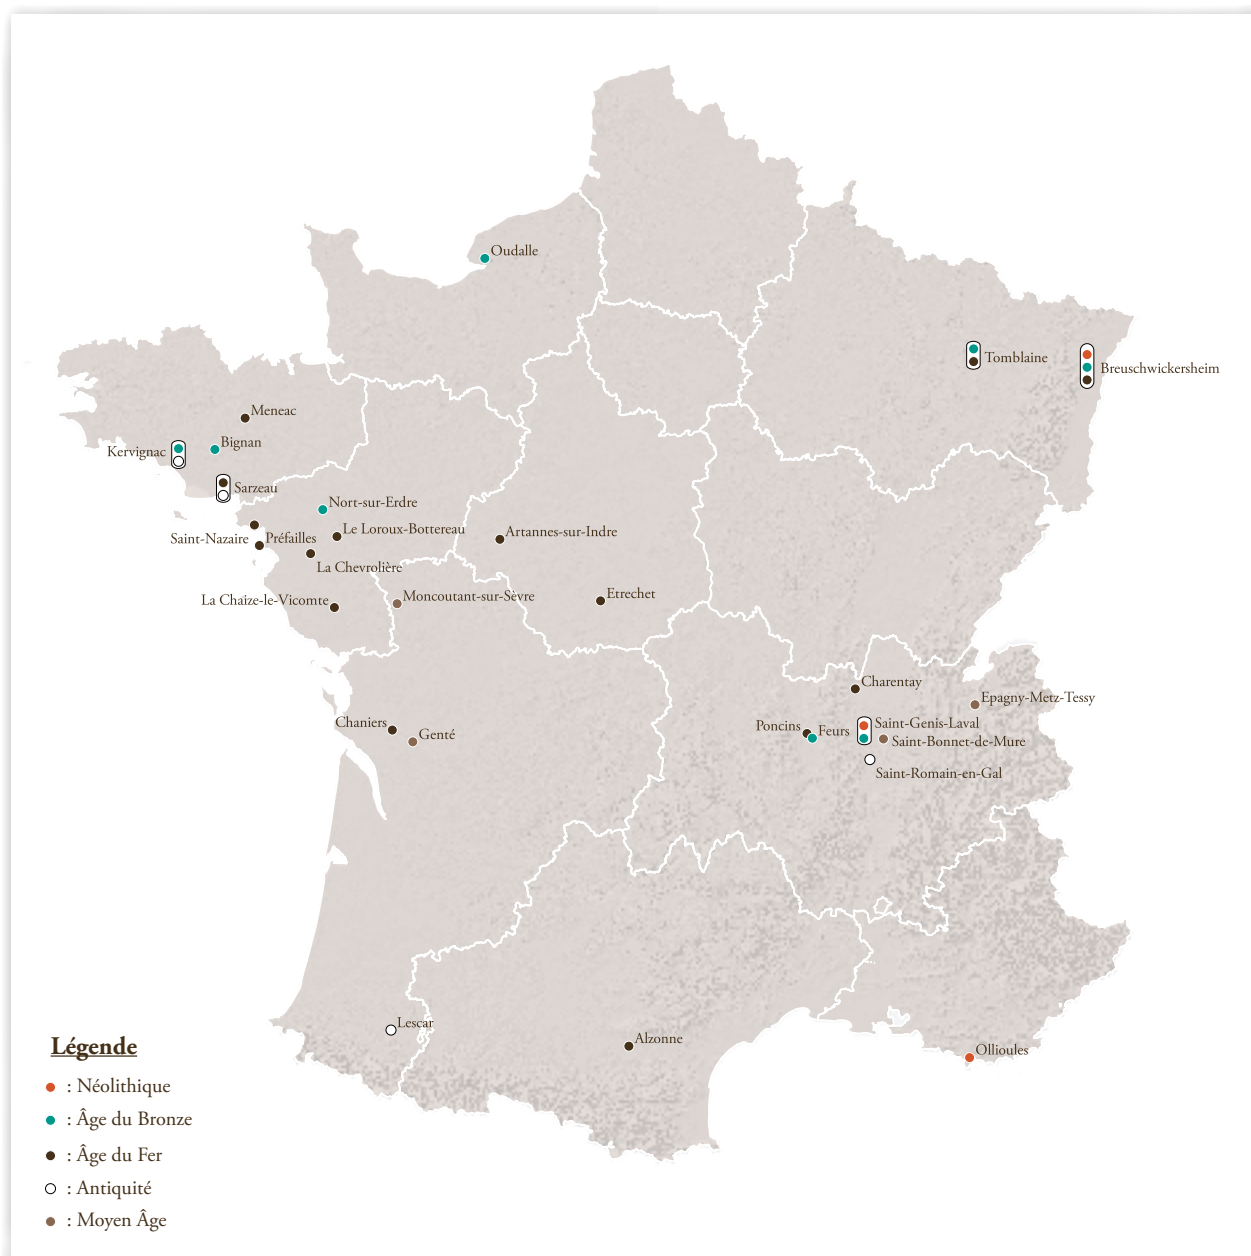 Oudalle
Tomblaine
Breuschwickersheim
Meneac
Bignan
Kervignac
Sarzeau
Nort-sur-Erdre
Le Loroux-Bottereau
Artannes-sur-Indre
Saint-Nazaire
Préfailles
La Chevrolière
La Chaize-le-Vicomte
Moncoutant-sur-Sèvre
Etrechet
Charentay
Epagny-Metz-Tessy
Chaniers
Genté
Poncins
Feurs
Saint-Genis-Laval
Saint-Bonnet-de-Mure
Saint-Romain-en-Gal
Lescar
Alzonne
Ollioules
Légende
: Néolithique
: Âge du Bronze
: Âge du Fer
: Antiquité
: Moyen Âge